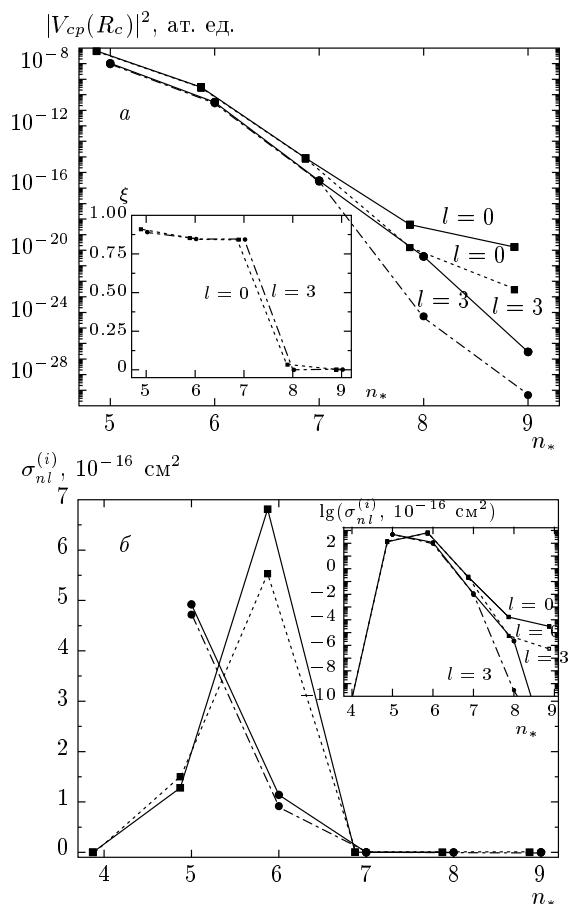 |V_{cp}(R_c)|^2, ат. ед.
10^{-8}
10^{-12}
10^{-16}
10^{-20}
10^{-24}
10^{-28}
а
l = 0
l = 0
l = 3
l = 3
ξ
1.00
0.75
0.50
0.25
0
l = 0
l = 3
5 6 7 8 9
n_*
5 6 7 8 9
n_*
σ_{nl}^{(i)}, 10^{-16} см^2
7
6
5
4
3
2
1
0
б
lg(σ_{nl}^{(i)}, 10^{-16} см^2)
2
0
−2
−4
−6
−8
−10
l = 0
l = 0
l = 3
l = 3
4 5 6 7 8 9
n_*
4 5 6 7 8 9
n_*